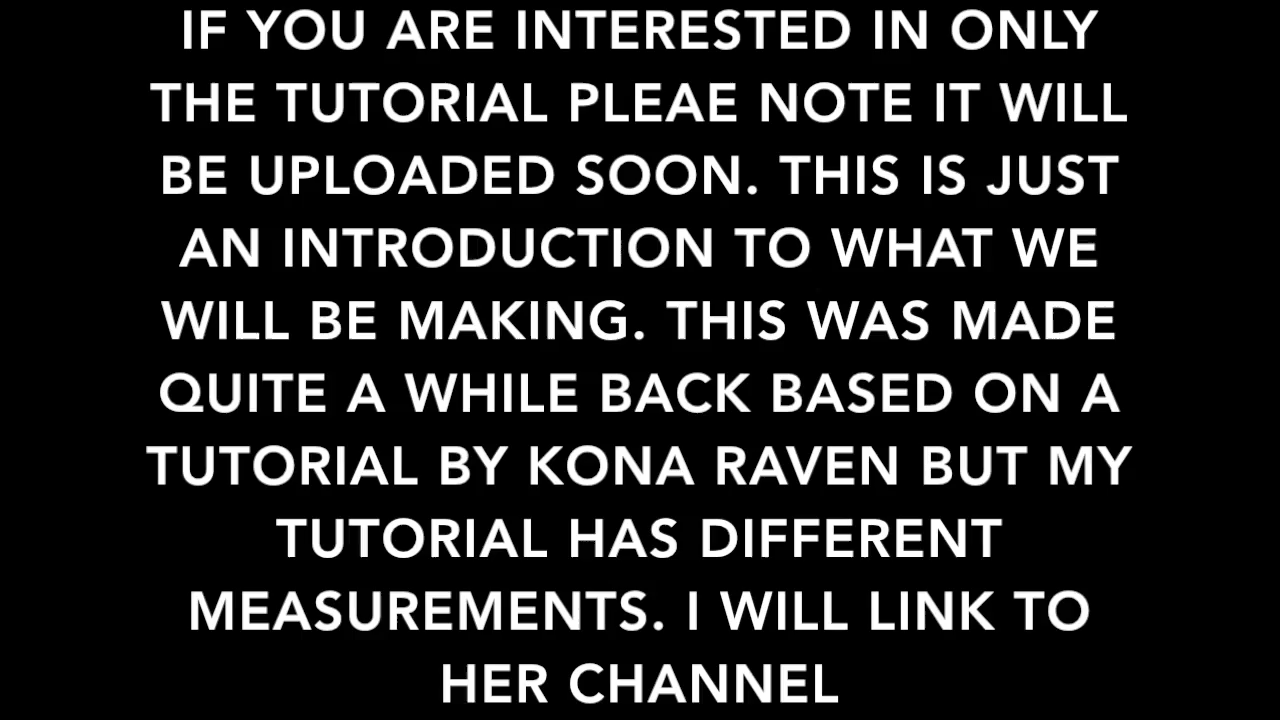 IF YOU ARE INTERESTED IN ONLY
THE TUTORIAL PLEAE NOTE IT WILL
BE UPLOADED SOON. THIS IS JUST
AN INTRODUCTION TO WHAT WE
WILL BE MAKING. THIS WAS MADE
QUITE A WHILE BACK BASED ON A
TUTORIAL BY KONA RAVEN BUT MY
TUTORIAL HAS DIFFERENT
MEASUREMENTS. I WILL LINK TO
HER CHANNEL